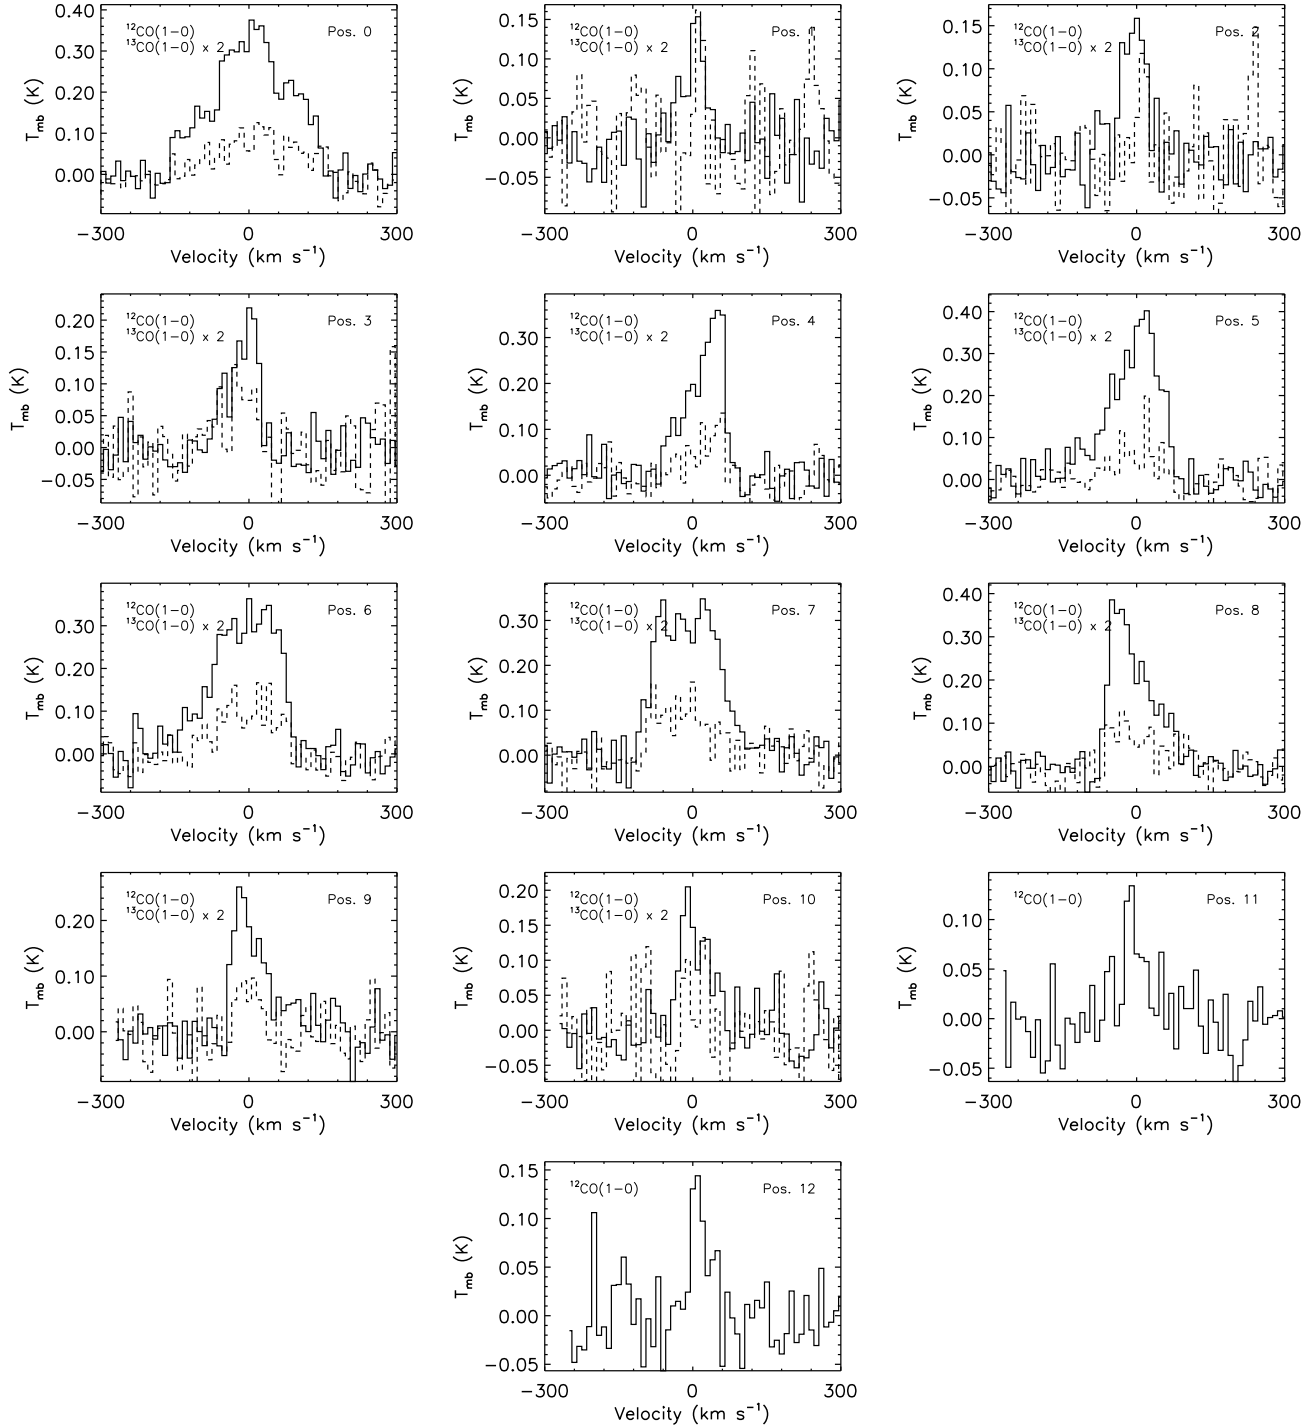 0.40
0.30
0.20
0.10
0.00
T_mb (K)
¹²CO(1−0)
¹³CO(1−0) x 2
Pos. 0
−300 0 300
Velocity (km s⁻¹)
0.15
0.10
0.05
0.00
−0.05
T_mb (K)
¹²CO(1−0)
¹³CO(1−0) x 2
Pos. 1
−300 0 300
Velocity (km s⁻¹)
0.15
0.10
0.05
0.00
−0.05
T_mb (K)
¹²CO(1−0)
¹³CO(1−0) x 2
Pos. 2
−300 0 300
Velocity (km s⁻¹)
0.20
0.15
0.10
0.05
0.00
−0.05
T_mb (K)
¹²CO(1−0)
¹³CO(1−0) x 2
Pos. 3
−300 0 300
Velocity (km s⁻¹)
0.30
0.20
0.10
0.00
T_mb (K)
¹²CO(1−0)
¹³CO(1−0) x 2
Pos. 4
−300 0 300
Velocity (km s⁻¹)
0.40
0.30
0.20
0.10
0.00
T_mb (K)
¹²CO(1−0)
¹³CO(1−0) x 2
Pos. 5
−300 0 300
Velocity (km s⁻¹)
0.30
0.20
0.10
0.00
T_mb (K)
¹²CO(1−0)
¹³CO(1−0) x 2
Pos. 6
−300 0 300
Velocity (km s⁻¹)
0.30
0.20
0.10
0.00
T_mb (K)
¹²CO(1−0)
¹³CO(1−0) x 2
Pos. 7
−300 0 300
Velocity (km s⁻¹)
0.40
0.30
0.20
0.10
0.00
T_mb (K)
¹²CO(1−0)
¹³CO(1−0) x 2
Pos. 8
−300 0 300
Velocity (km s⁻¹)
0.20
0.10
0.00
T_mb (K)
¹²CO(1−0)
¹³CO(1−0) x 2
Pos. 9
−300 0 300
Velocity (km s⁻¹)
0.20
0.15
0.10
0.05
0.00
−0.05
T_mb (K)
¹²CO(1−0)
¹³CO(1−0) x 2
Pos. 10
−300 0 300
Velocity (km s⁻¹)
0.10
0.05
0.00
−0.05
T_mb (K)
¹²CO(1−0)
Pos. 11
−300 0 300
Velocity (km s⁻¹)
0.15
0.10
0.05
0.00
−0.05
T_mb (K)
¹²CO(1−0)
Pos. 12
−300 0 300
Velocity (km s⁻¹)